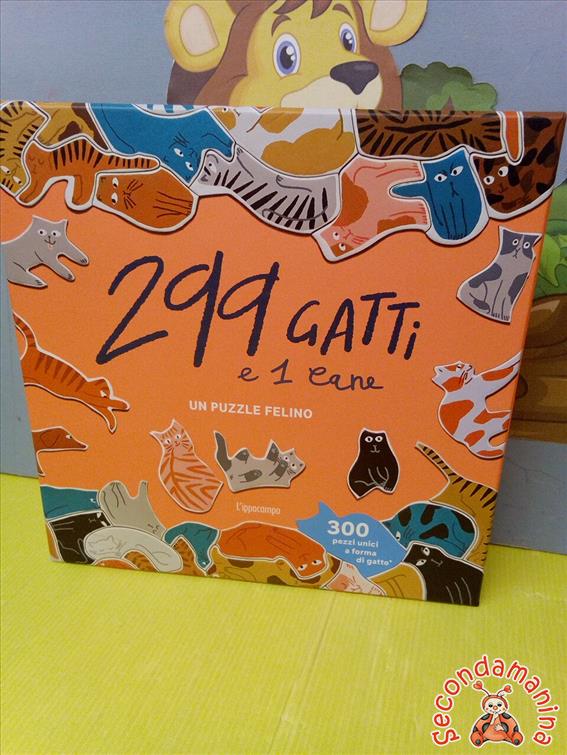 299 GATTi
e 1 cane
UN PUZZLE FELINO
L'ippocampo
300
pezzi unici
a forma
di gatto*
Secondamanina